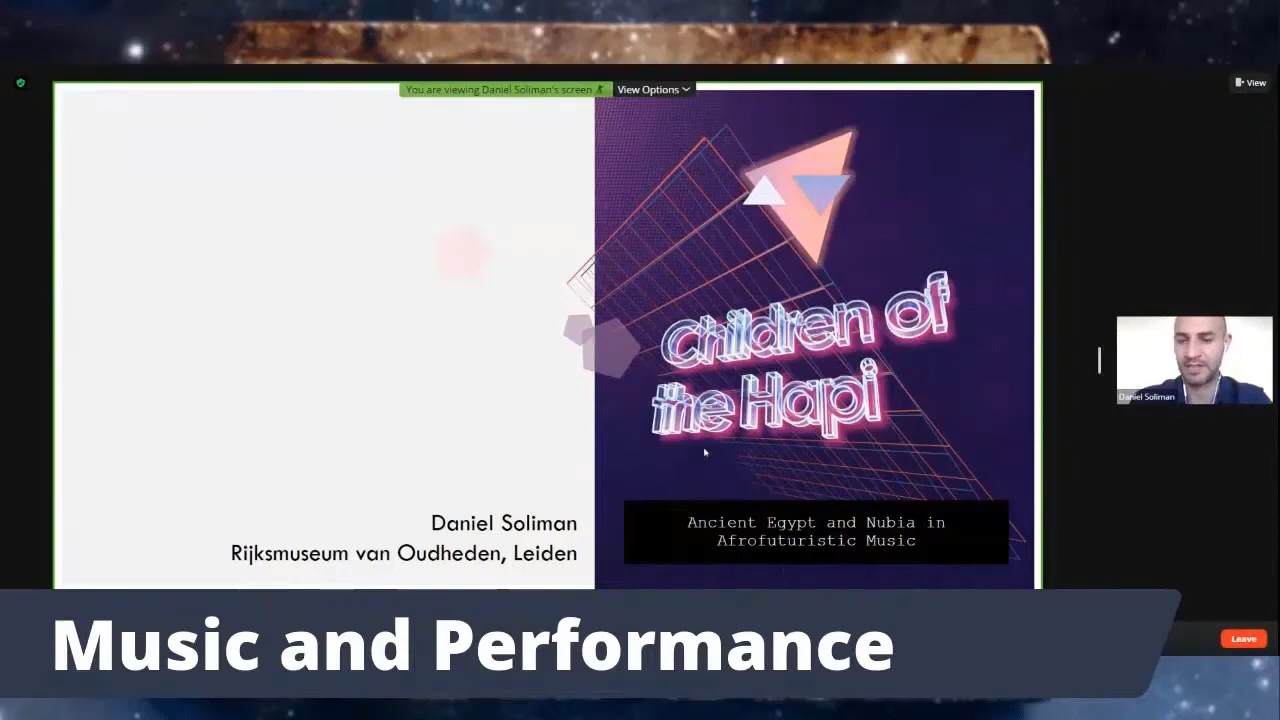 You are viewing Daniel Soliman's screen
View Options
View
Children of
the Hapi
Daniel Soliman
Daniel Soliman
Rijksmuseum van Oudheden, Leiden
Ancient Egypt and Nubia in
Afrofuturistic Music
Music and Performance
Leave